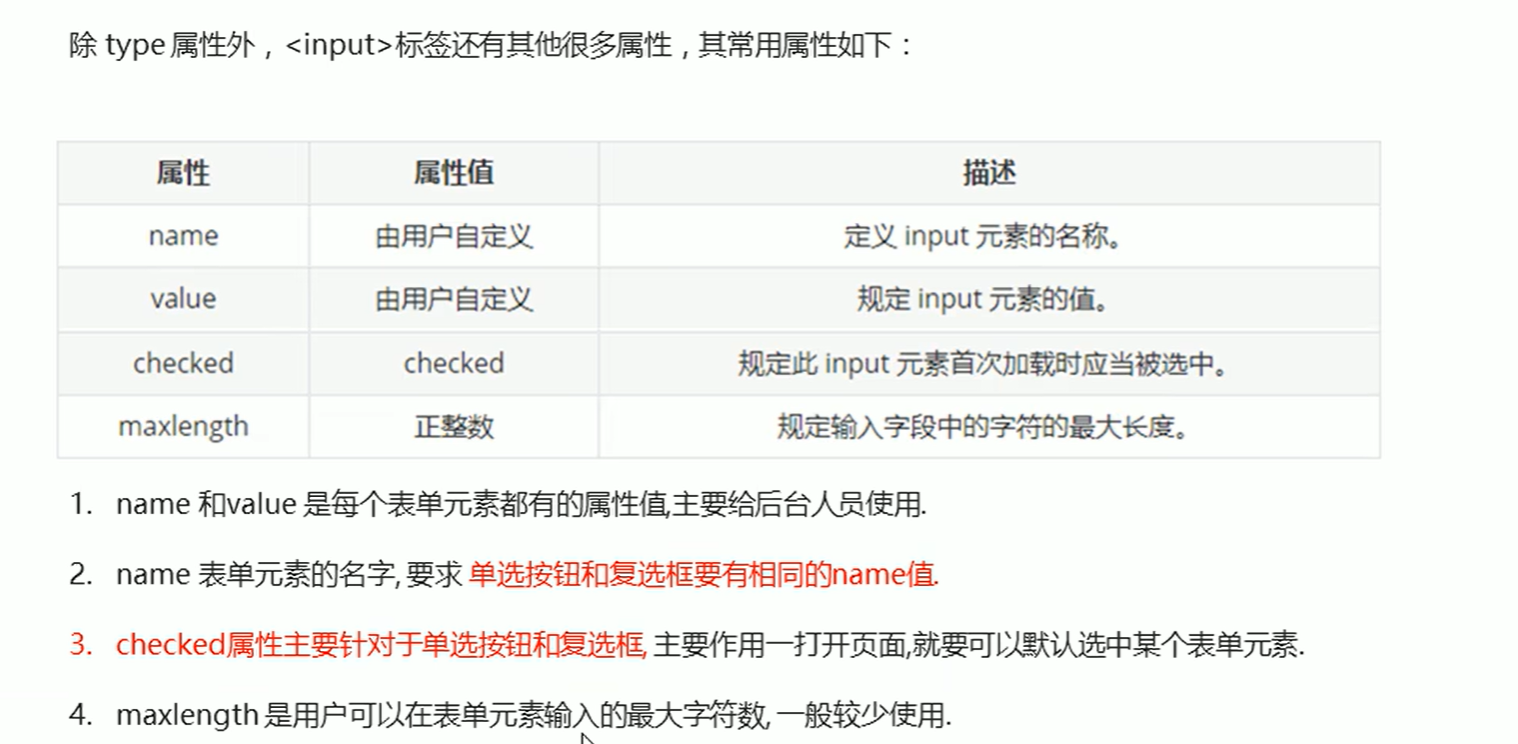 除 type 属性外，<input>标签还有其他很多属性，其常用属性如下：
属性 属性值 描述
name 由用户自定义 定义 input 元素的名称。
value 由用户自定义 规定 input 元素的值。
checked checked 规定此 input 元素首次加载时应当被选中。
maxlength 正整数 规定输入字段中的字符的最大长度。
1. name 和value 是每个表单元素都有的属性值,主要给后台人员使用.
2. name 表单元素的名字, 要求 单选按钮和复选框要有相同的name值.
3. checked属性主要针对于单选按钮和复选框, 主要作用一打开页面,就要可以默认选中某个表单元素.
4. maxlength 是用户可以在表单元素输入的最大字符数, 一般较少使用.